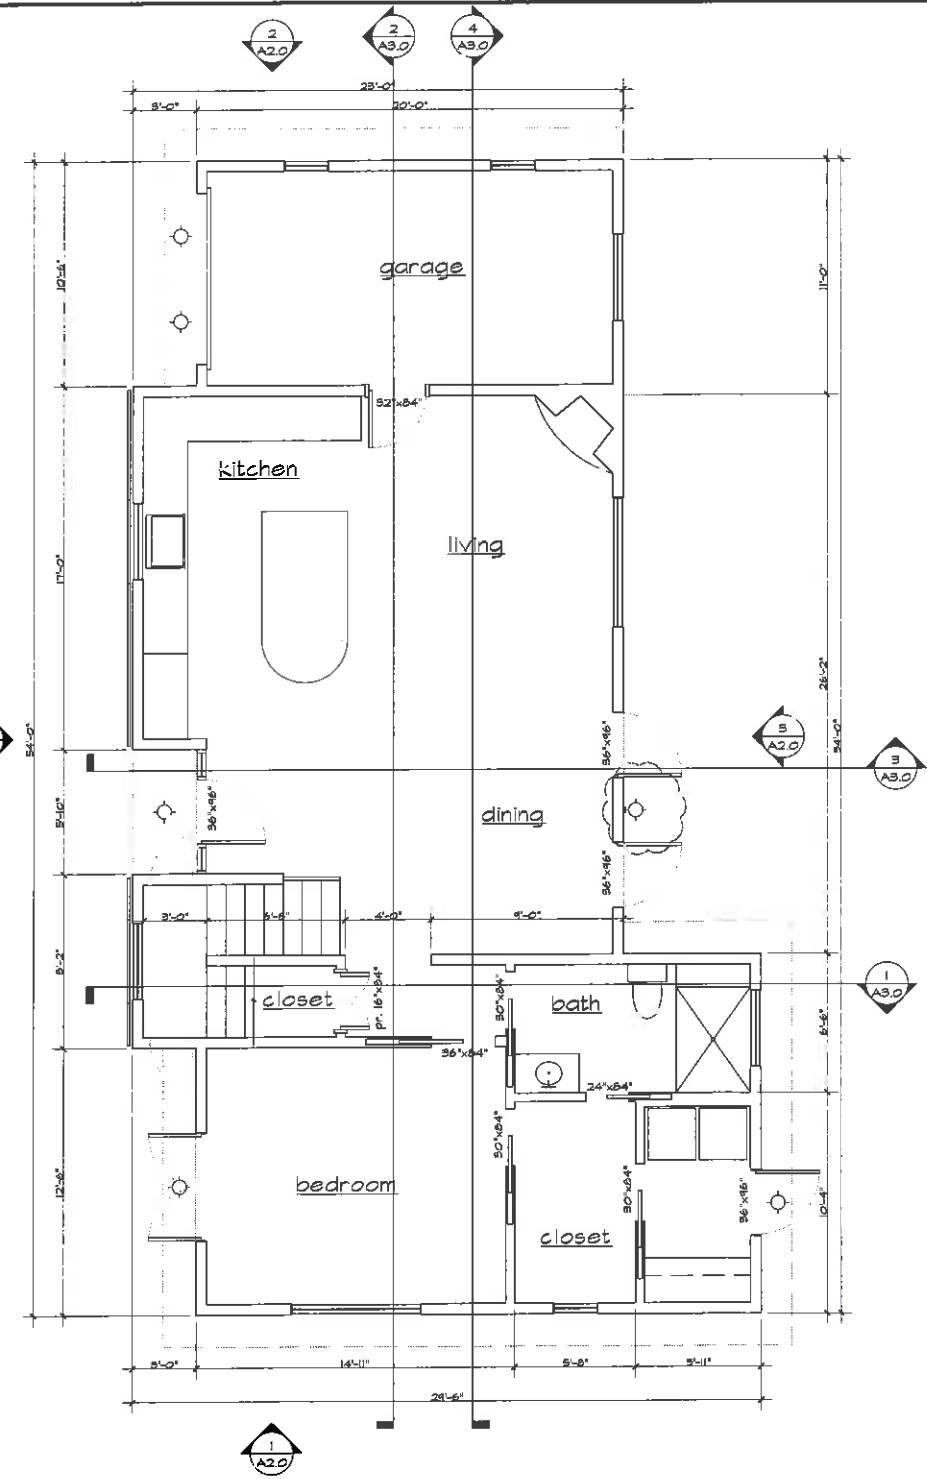 2
A2.0
2
A3.0
4
A3.0
23'-0"
3'-0"
20'-0"
garage
10'-6"
11'-0"
32"x84"
kitchen
living
17'-0"
26'-2"
54'-0"
36"x96"
5
A2.0
54'-0"
3
A3.0
5'-10"
36"x96"
dining
36"x96"
3'-0"
6'-6"
4'-0"
9'-0"
8'-2"
closet
pr. 16"x84"
30"x84"
bath
1
A3.0
6'-6"
36"x84"
24"x84"
30"x84"
bedroom
12'-6"
30"x84"
36"x96"
10'-4"
closet
3'-0"
14'-11"
5'-8"
5'-11"
29'-6"
1
A2.0